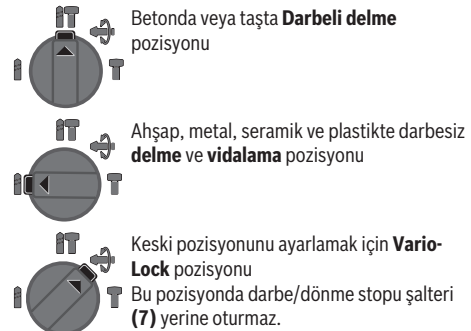 Betonda veya taşta Darbeli delme
pozisyonu
Ahşap, metal, seramik ve plastikte darbesiz
delme ve vidalama pozisyonu
Keski pozisyonunu ayarlamak için Vario-
Lock pozisyonu
Bu pozisyonda darbe/dönme stopu şalteri
(7) yerine oturmaz.